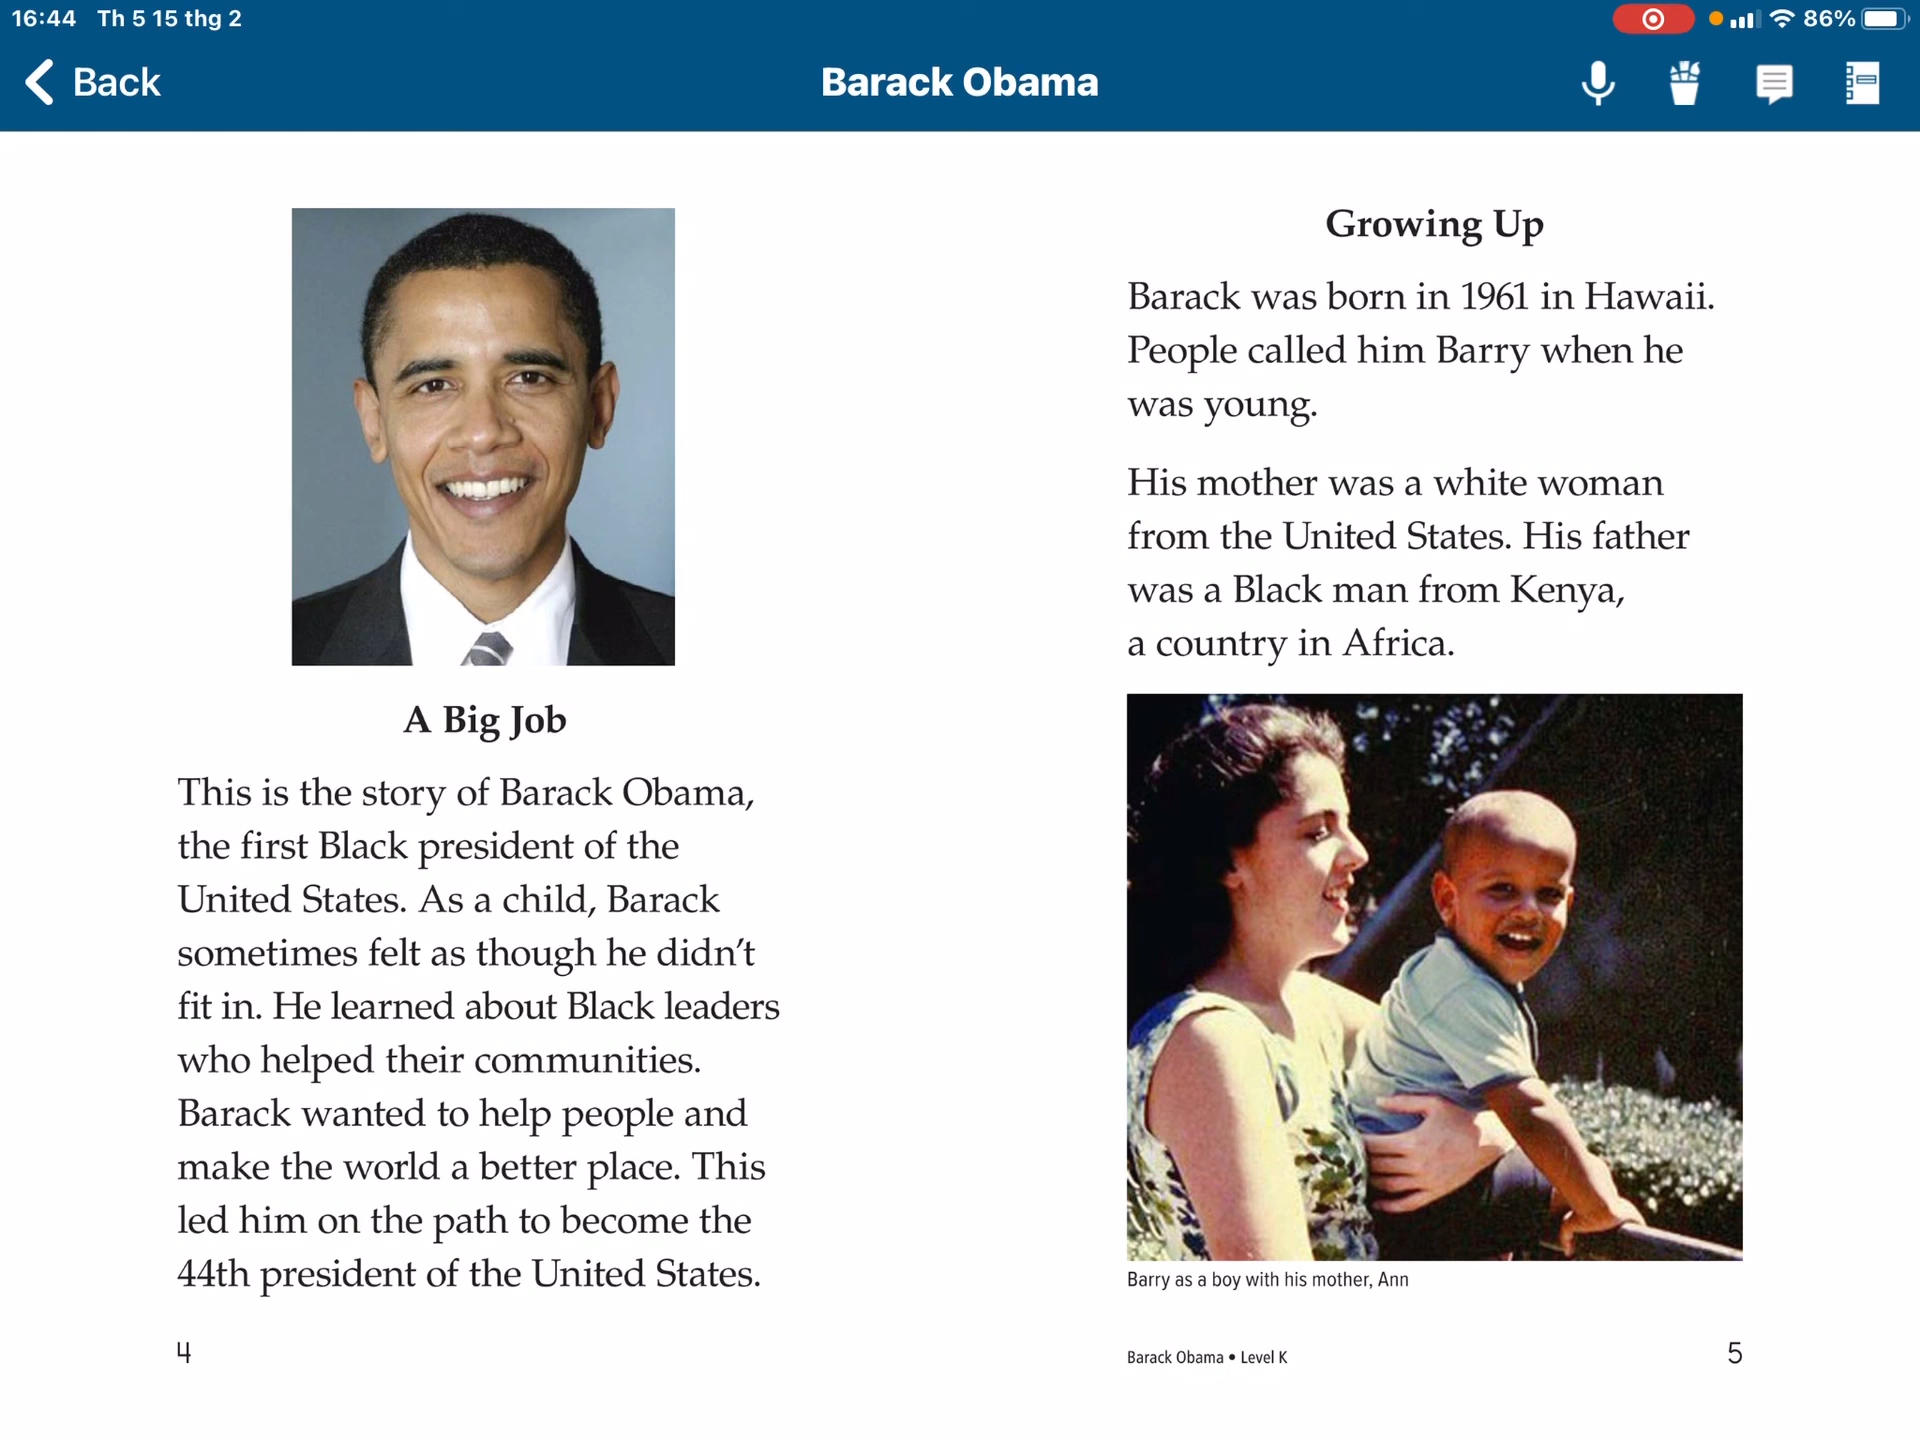 16:44 Th 5 15 thg 2
86%
Back
Barack Obama
A Big Job
This is the story of Barack Obama,
the first Black president of the
United States. As a child, Barack
sometimes felt as though he didn’t
fit in. He learned about Black leaders
who helped their communities.
Barack wanted to help people and
make the world a better place. This
led him on the path to become the
44th president of the United States.
4
Growing Up
Barack was born in 1961 in Hawaii.
People called him Barry when he
was young.
His mother was a white woman
from the United States. His father
was a Black man from Kenya,
a country in Africa.
Barry as a boy with his mother, Ann
Barack Obama • Level K
5